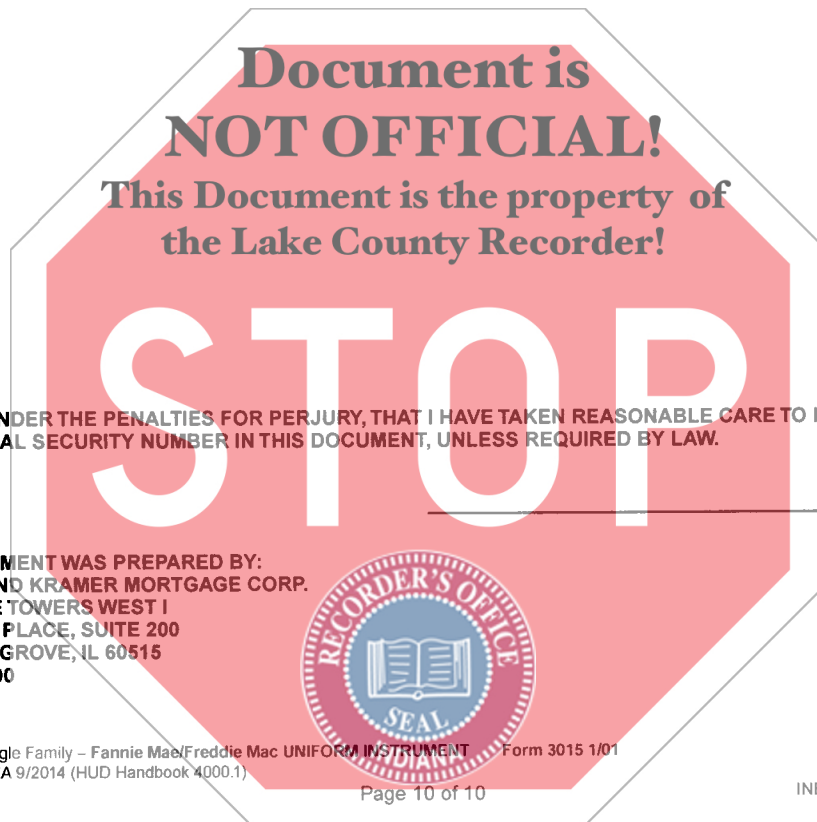 Document is
NOT OFFICIAL!
This Document is the property of
the Lake County Recorder!
STOP
NDER THE PENALTIES FOR PERJURY, THAT I HAVE TAKEN REASONABLE CARE TO
AL SECURITY NUMBER IN THIS DOCUMENT, UNLESS REQUIRED BY LAW.
MENT WAS PREPARED BY:
ND KRAMER MORTGAGE CORP.
E TOWERS WEST I
PLACE, SUITE 200
GROVE, IL 60515
00
RECORDER'S OFFICE
SEAL
INDIANA
gle Family – Fannie Mae/Freddie Mac UNIFORM INSTRUMENT Form 3015 1/01
A 9/2014 (HUD Handbook 4000.1)
Page 10 of 10